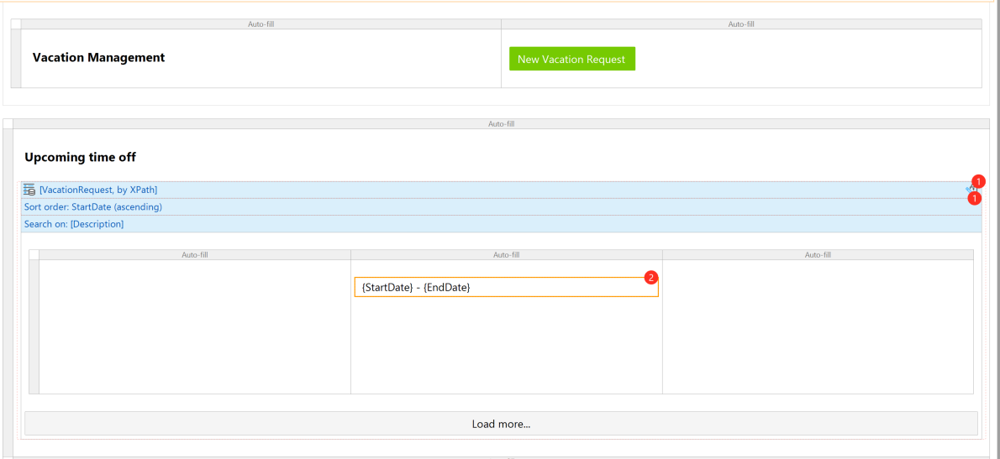 Auto-fill
Auto-fill
Vacation Management
New Vacation Request
Auto-fill
Upcoming time off
[VacationRequest, by XPath]
1
Sort order: StartDate (ascending)
1
Search on: [Description]
Auto-fill
Auto-fill
Auto-fill
2
{StartDate} - {EndDate}
Load more...